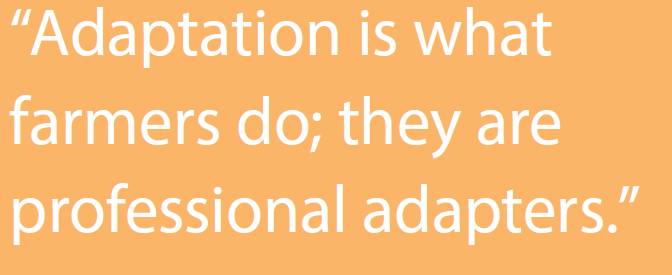 “Adaptation is what
farmers do; they are
professional adapters.”